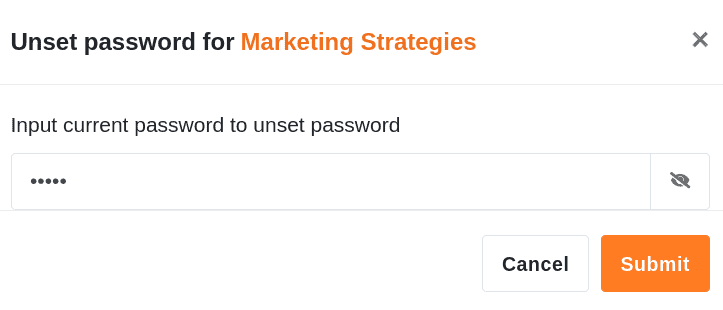 Unset password for Marketing Strategies
Input current password to unset password
•••••
Cancel Submit